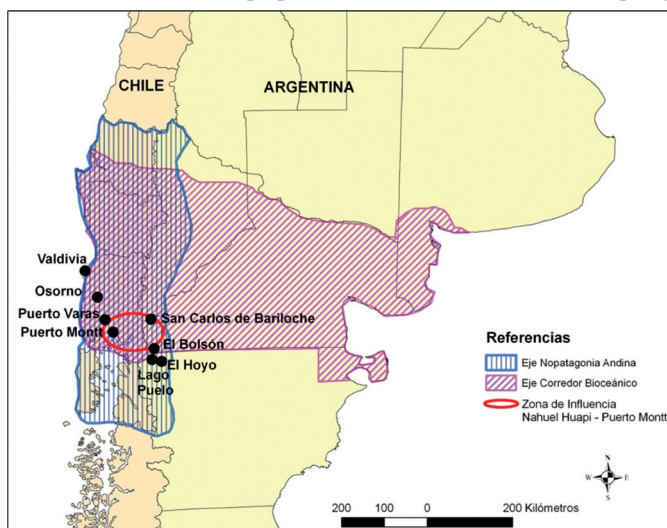 CHILE
ARGENTINA
Valdivia
Osorno
Puerto Varas
Puerto Montt
San Carlos de Bariloche
El Bolsón
El Hoyo
Lago
Puelo
Referencias
Eje Nopatagonia Andina
Eje Corredor Bioceánico
Zona de Influencia
Nahuel Huapi - Puerto Montt
N
W E
S
200 100 0 200 Kilómetros